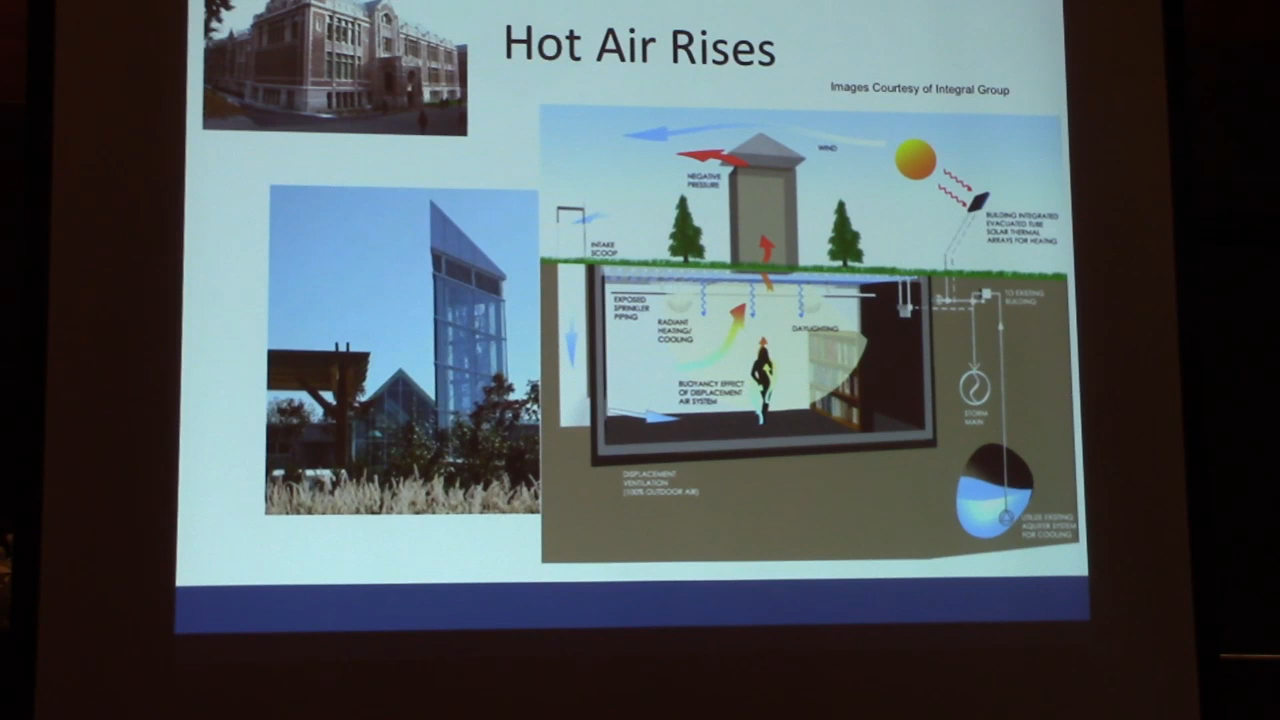 Hot Air Rises
Images Courtesy of Integral Group
WIND
NEGATIVE
PRESSURE
BUILDING INTEGRATED
EVACUATED TUBE
SOLAR THERMAL
ARRAYS FOR HEATING
INTAKE
SCOOP
EXPOSED
SPRINKLER
PIPING
RADIANT
HEATING/
COOLING
DAYLIGHTING
TO EXISTING
BUILDING
BUOYANCY EFFECT
OF DISPLACEMENT
AIR SYSTEM
STORM
MAIN
DISPLACEMENT
VENTILATION
(100% OUTDOOR AIR)
UTILIZE EXISTING
AQUIFER SYSTEM
FOR COOLING